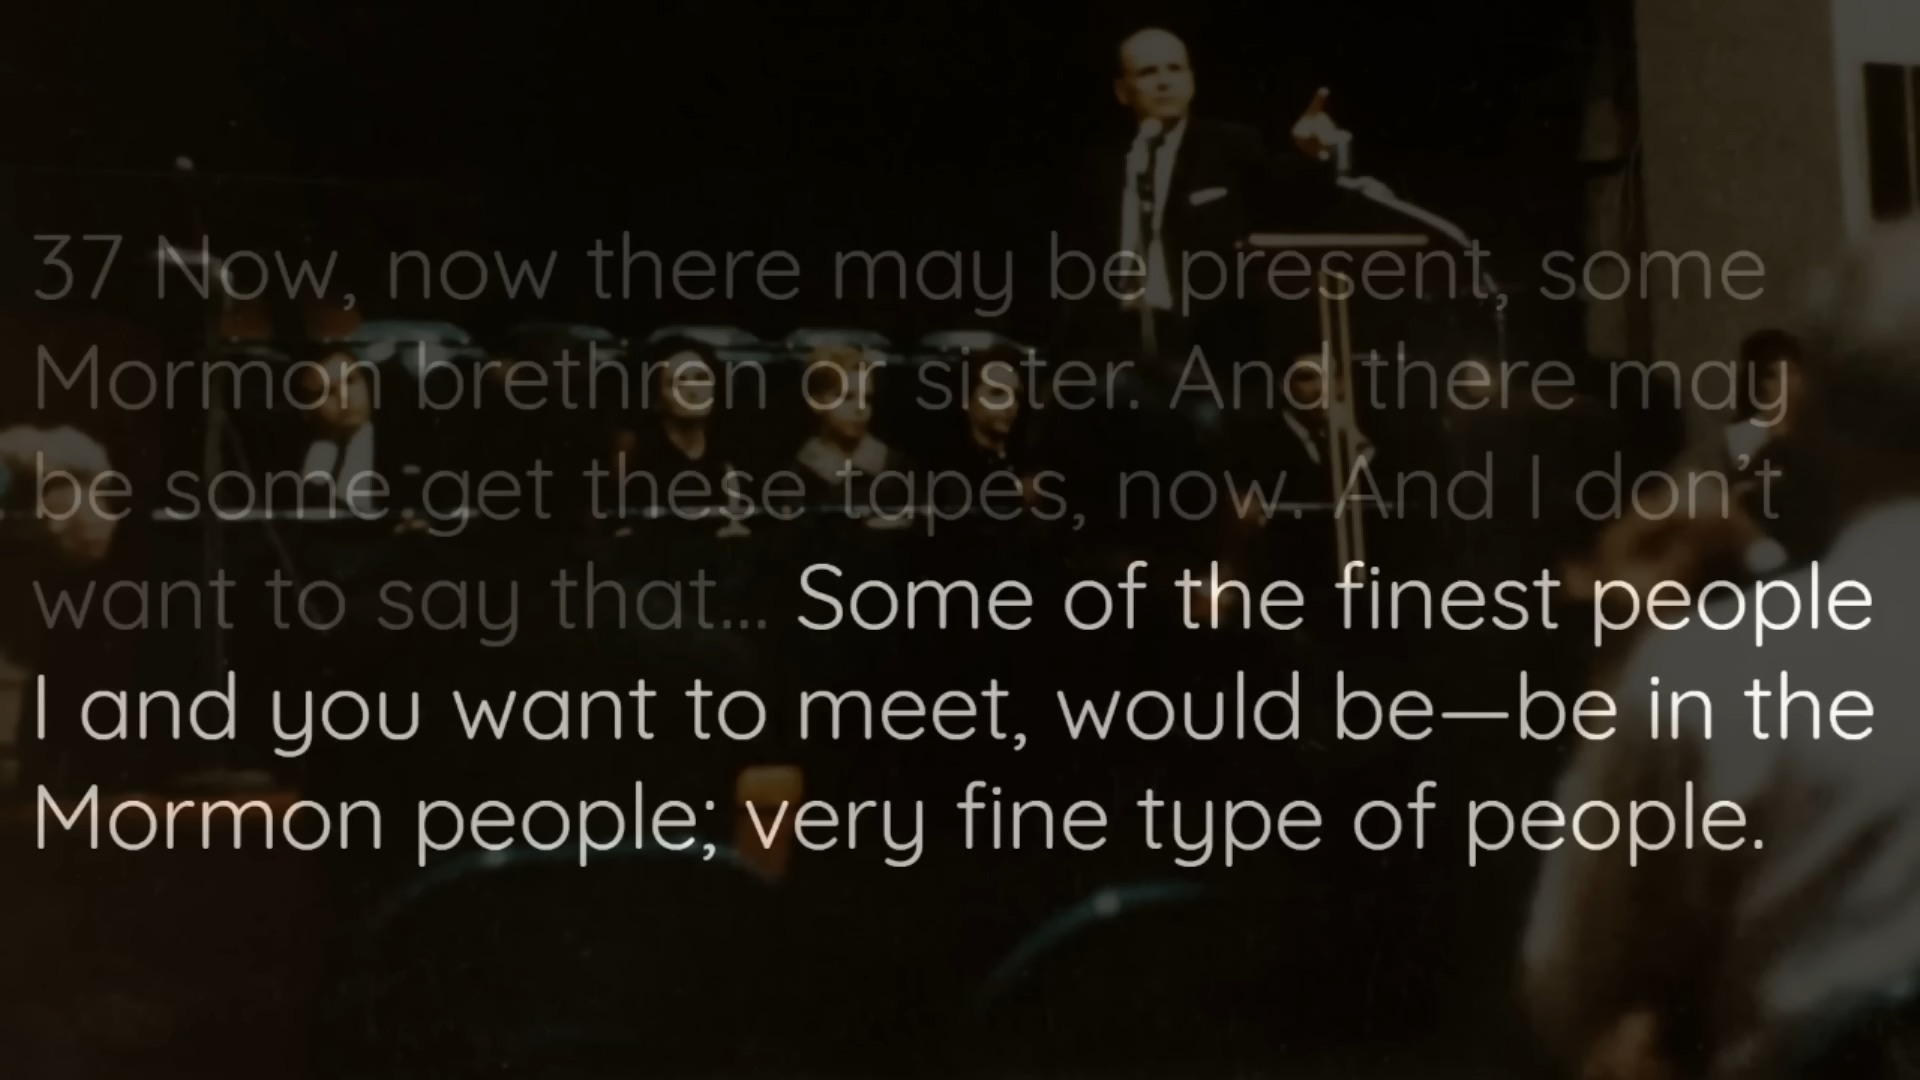 37 Now, now there may be present, some
Mormon brethren or sister. And there may
be some get these tapes, now. And I don’t
want to say that... Some of the finest people
I and you want to meet, would be—be in the
Mormon people; very fine type of people.